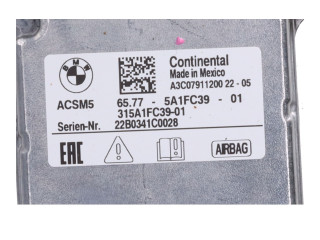 BMW
Continental
Made in Mexico
A3C07911200 22 - 05
ACSM5 65.77 - 5A1FC39 - 01
315A1FC39-01
Serien-Nr. 22B0341C0028
EAC AIRBAG